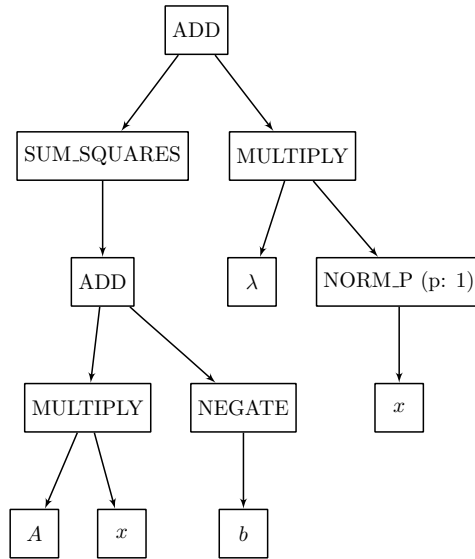 ADD
SUM_SQUARES
MULTIPLY
ADD
λ
NORM_P (p: 1)
MULTIPLY
NEGATE
x
A
x
b